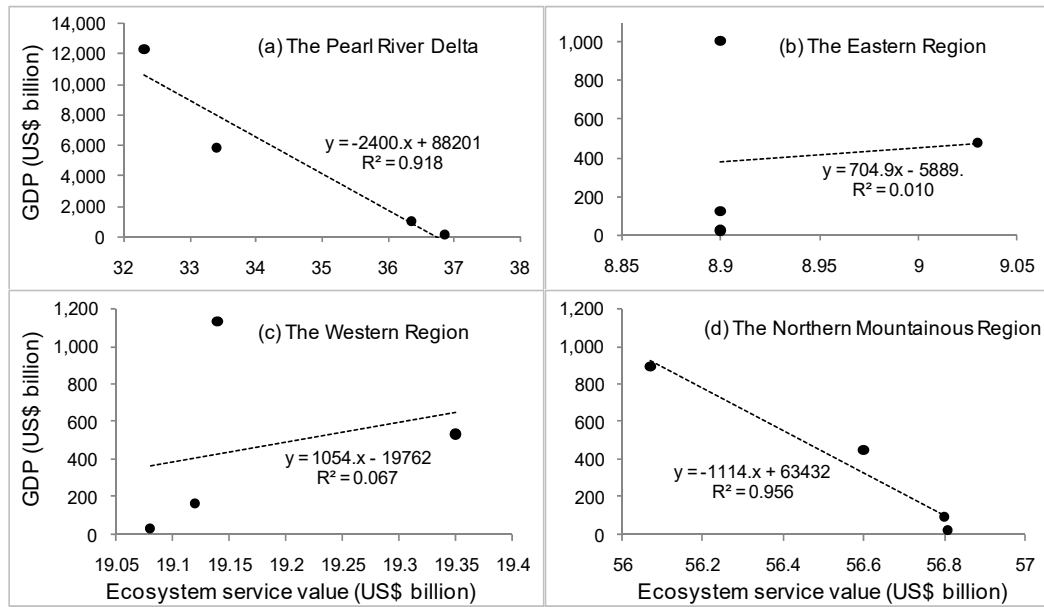 (a) The Pearl River Delta
GDP (US$ billion)
14,000
12,000
10,000
8,000
6,000
4,000
2,000
0
y = -2400.x + 88201
R² = 0.918
32 33 34 35 36 37 38
(b) The Eastern Region
1,000
800
600
400
200
0
y = 704.9x - 5889.
R² = 0.010
8.85 8.9 8.95 9 9.05
(c) The Western Region
GDP (US$ billion)
1,200
1,000
800
600
400
200
0
y = 1054.x - 19762
R² = 0.067
19.05 19.1 19.15 19.2 19.25 19.3 19.35 19.4
Ecosystem service value (US$ billion)
(d) The Northern Mountainous Region
1,200
1,000
800
600
400
200
0
y = -1114.x + 63432
R² = 0.956
56 56.2 56.4 56.6 56.8 57
Ecosystem service value (US$ billion)